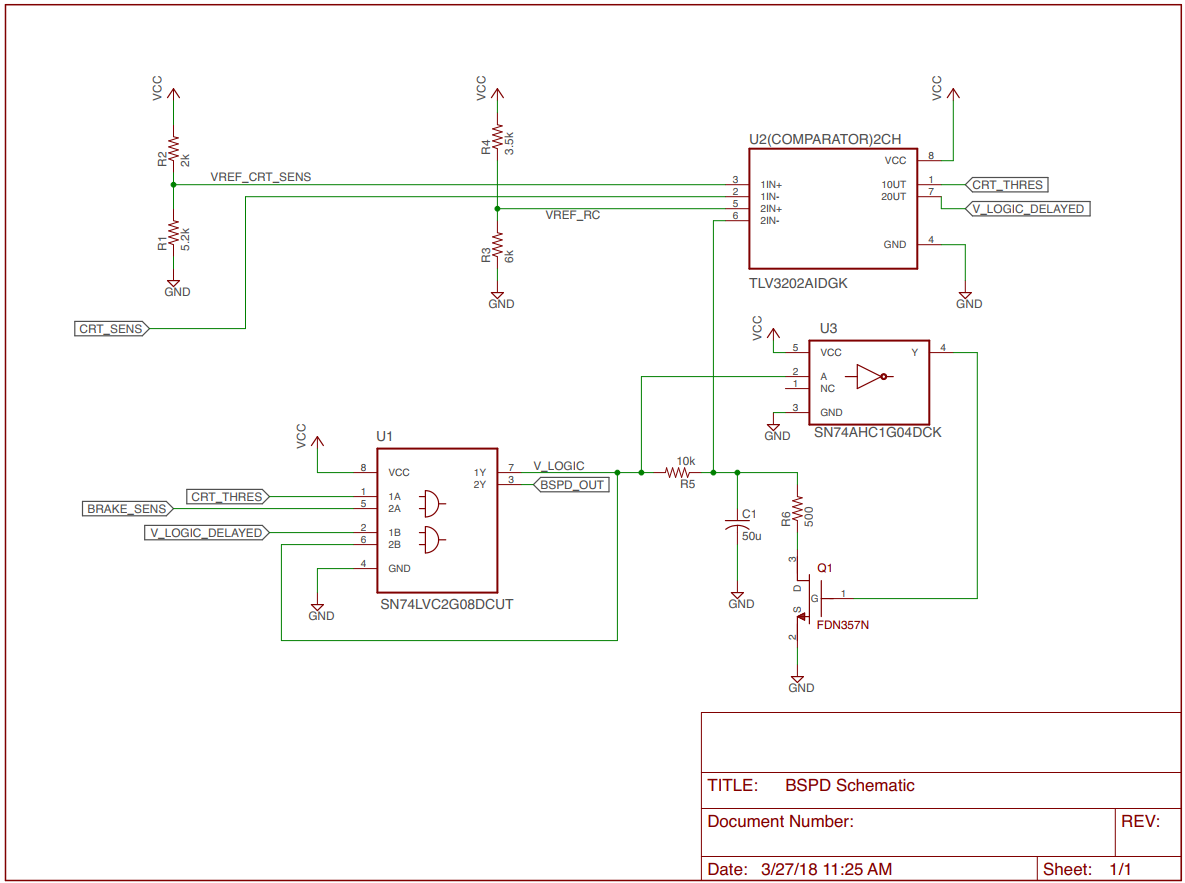 VCC
VCC
VCC
R2
2k
R4
3.5k
U2(COMPARATOR)2CH
VCC 8
VREF_CRT_SENS
3 1IN+
1OUT 1
CRT_THRES
2 1IN-
2OUT 7
5 2IN+
V_LOGIC_DELAYED
VREF_RC
6 2IN-
R1
5.2k
R3
6k
GND 4
GND
TLV3202AIDGK
GND
GND
CRT_SENS
VCC
U3
5 VCC
Y 4
2 A
1 NC
3 GND
GND
SN74AHC1G04DCK
VCC
U1
10k
R5
8 VCC
1Y 7
V_LOGIC
2Y 3
BSPD_OUT
CRT_THRES
1 1A
BRAKE_SENS
5 2A
V_LOGIC_DELAYED
2 1B
6 2B
4 GND
GND
SN74LVC2G08DCUT
C1
50u
GND
R6
500
3
D
Q1
G
1
S
FDN357N
2
GND
TITLE: BSPD Schematic
Document Number:
REV:
Date: 3/27/18 11:25 AM
Sheet: 1/1